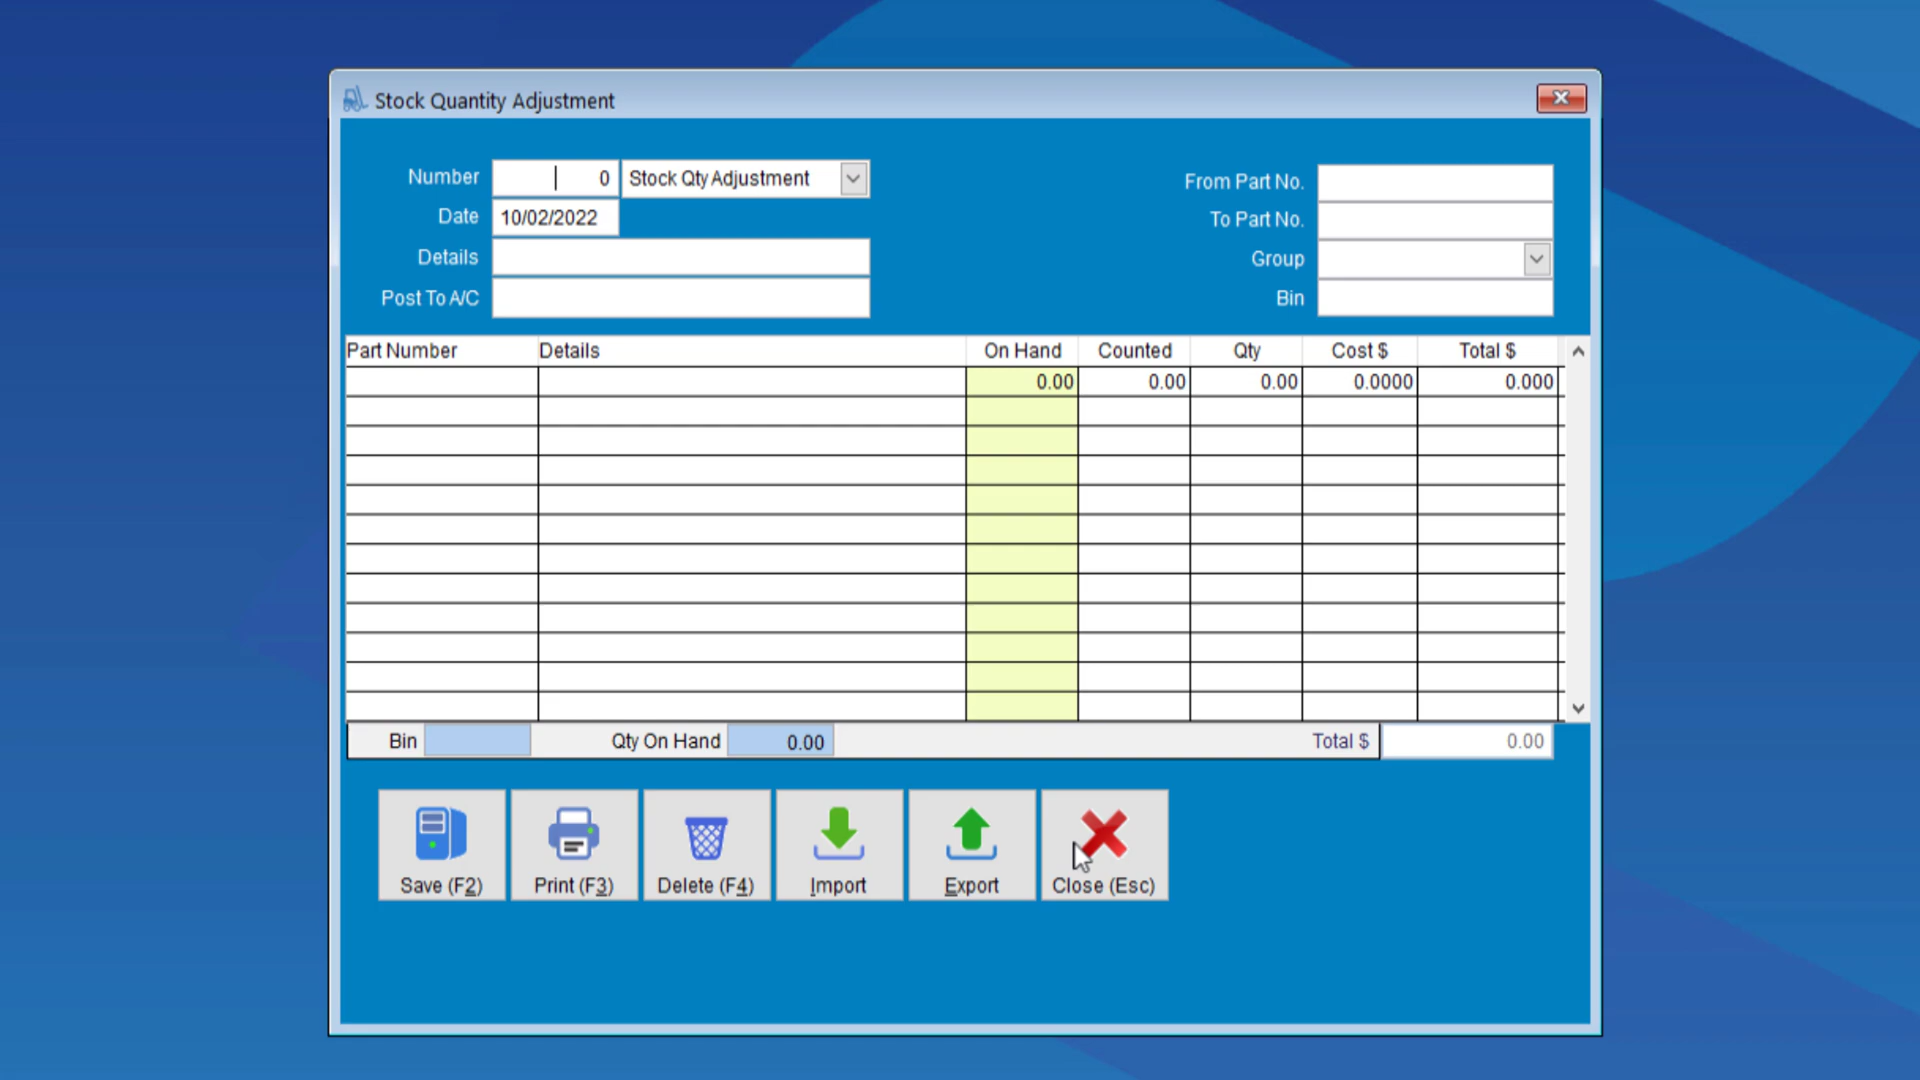 Stock Quantity Adjustment
Number 0 Stock Qty Adjustment
Date 10/02/2022
Details
Post To A/C
From Part No.
To Part No.
Group
Bin
Part Number Details On Hand Counted Qty Cost $ Total $
0.00 0.00 0.00 0.0000 0.000
Bin Qty On Hand 0.00 Total $ 0.00
Save (F2) Print (F3) Delete (F4) Import Export Close (Esc)